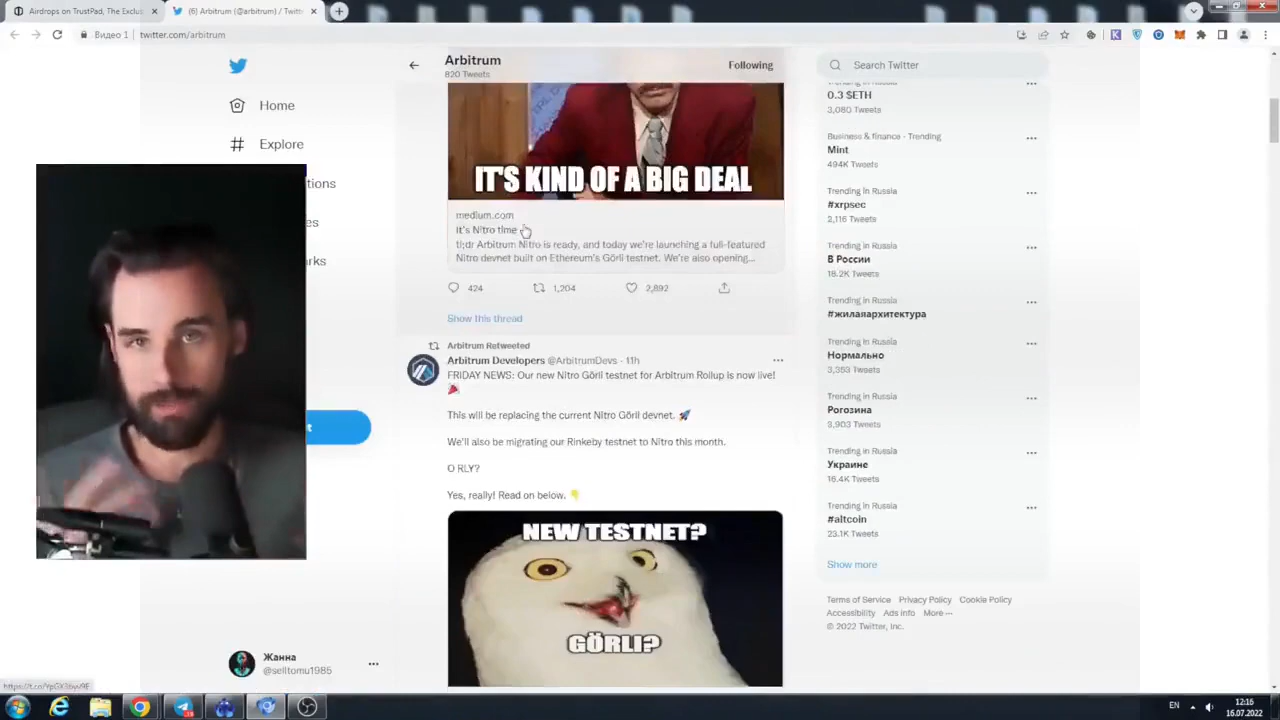 Airdrops on TrustPad, The Exclus
(6) Arbitrum (@arbitrum) / Twitte
Видео 1
twitter.com/arbitrum
Arbitrum
820 Tweets
Following
Search Twitter
Home
Explore
IT'S KIND OF A BIG DEAL
medium.com
It's Nitro time
tl;dr Arbitrum Nitro is ready, and today we're launching a full-featured
Nitro devnet built on Ethereum's Görli testnet. We're also opening...
424
1,204
2,892
Show this thread
Arbitrum Retweeted
Arbitrum Developers @ArbitrumDevs · 11h
FRIDAY NEWS: Our new Nitro Görli testnet for Arbitrum Rollup is now live!
This will be replacing the current Nitro Görli devnet. 🚀
We'll also be migrating our Rinkeby testnet to Nitro this month.
O RLY?
Yes, really! Read on below. 👇
NEW TESTNET?
GÖRLI?
Trending in Russia
0.3 $ETH
3,080 Tweets
Business & finance · Trending
Mint
494K Tweets
Trending in Russia
#xrpsec
2,116 Tweets
Trending in Russia
В России
18.2K Tweets
Trending in Russia
#жилаяархитектура
Trending in Russia
Нормально
3,353 Tweets
Trending in Russia
Рогозина
3,903 Tweets
Trending in Russia
Украине
16.4K Tweets
Trending in Russia
#altcoin
23.1K Tweets
Show more
Terms of Service Privacy Policy Cookie Policy
Accessibility Ads info More ···
© 2022 Twitter, Inc.
Жанна
@selltomu1985
EN
12:16
16.07.2022